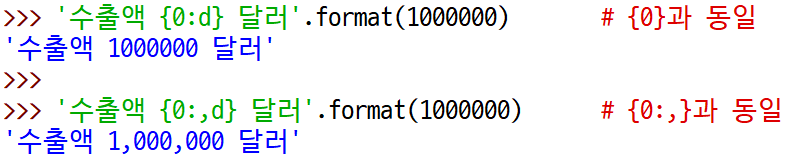 >>> '수출액 {0:d} 달러'.format(1000000) # {0}과 동일
'수출액 1000000 달러'
>>>
>>> '수출액 {0:,d} 달러'.format(1000000) # {0:,}과 동일
'수출액 1,000,000 달러'